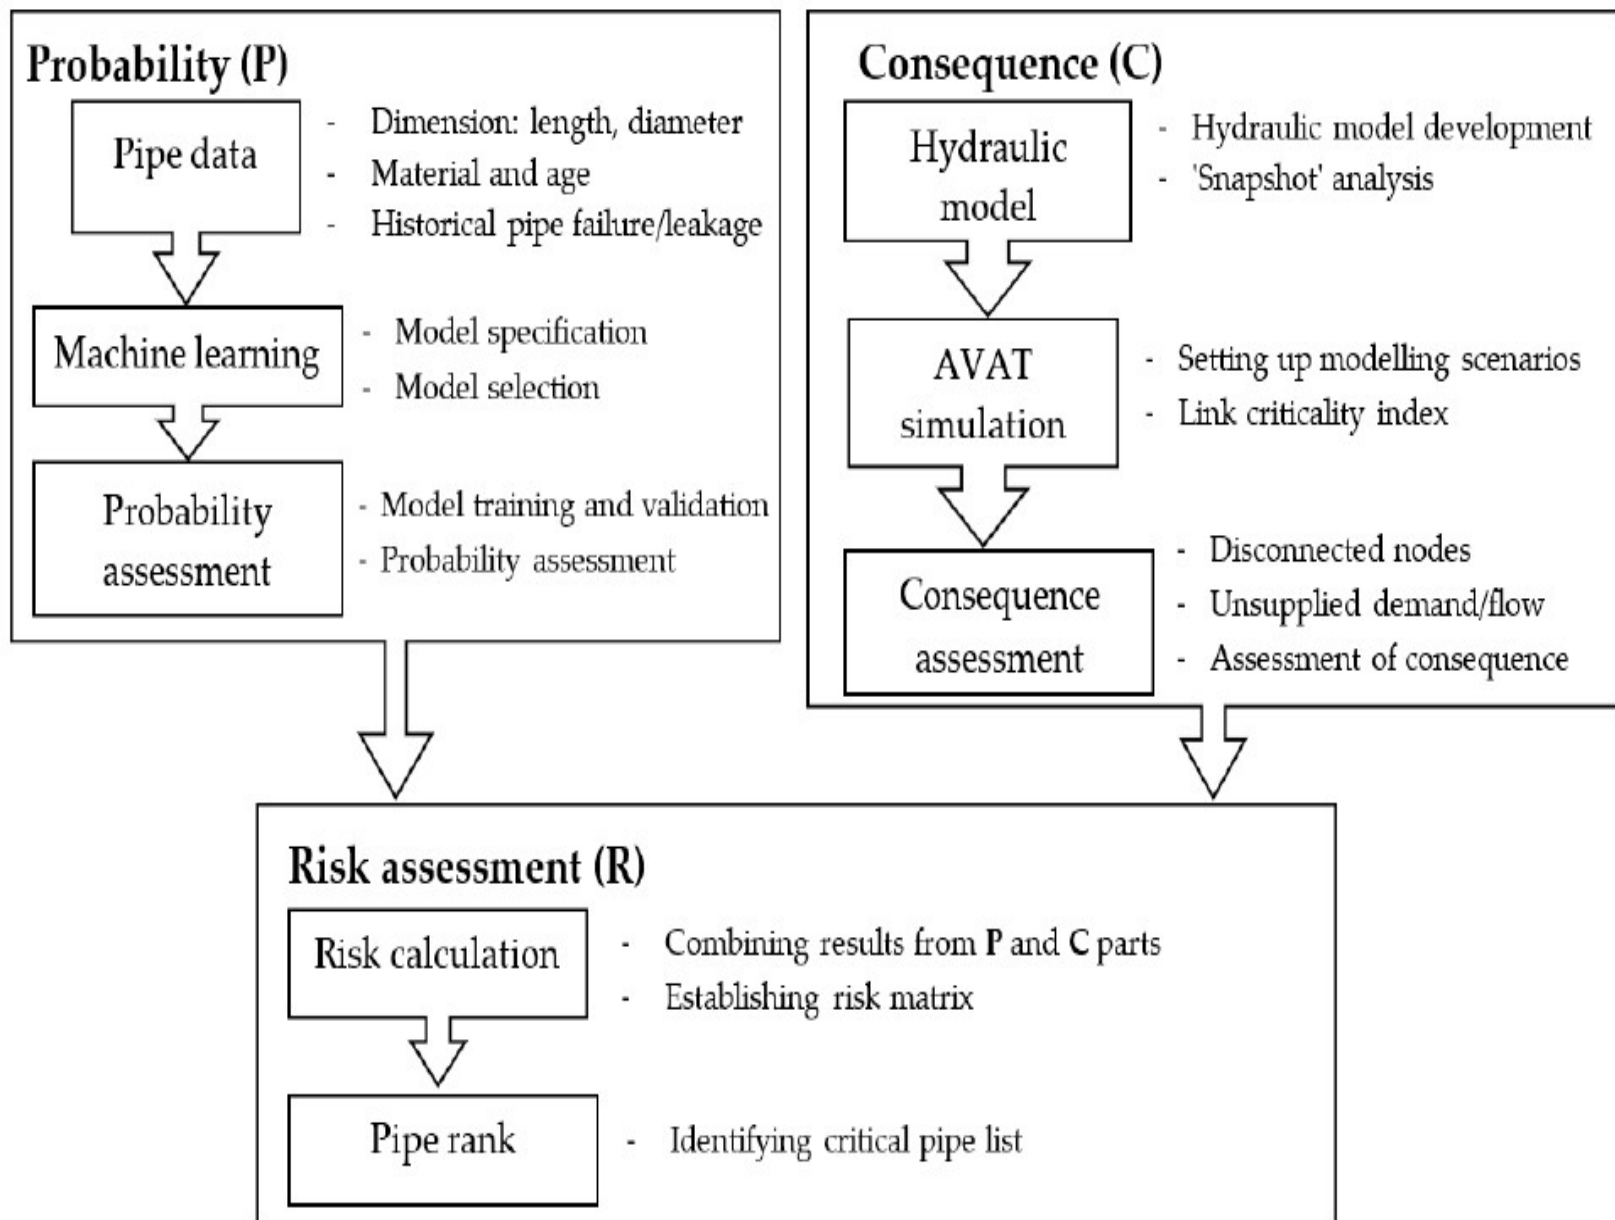 Probability (P)
Pipe data
- Dimension: length, diameter
- Material and age
- Historical pipe failure/leakage
Machine learning
- Model specification
- Model selection
Probability
assessment
- Model training and validation
- Probability assessment
Consequence (C)
Hydraulic
model
- Hydraulic model development
- 'Snapshot' analysis
AVAT
simulation
- Setting up modelling scenarios
- Link criticality index
Consequence
assessment
- Disconnected nodes
- Unsupplied demand/flow
- Assessment of consequence
Risk assessment (R)
Risk calculation
- Combining results from P and C parts
- Establishing risk matrix
Pipe rank
- Identifying critical pipe list